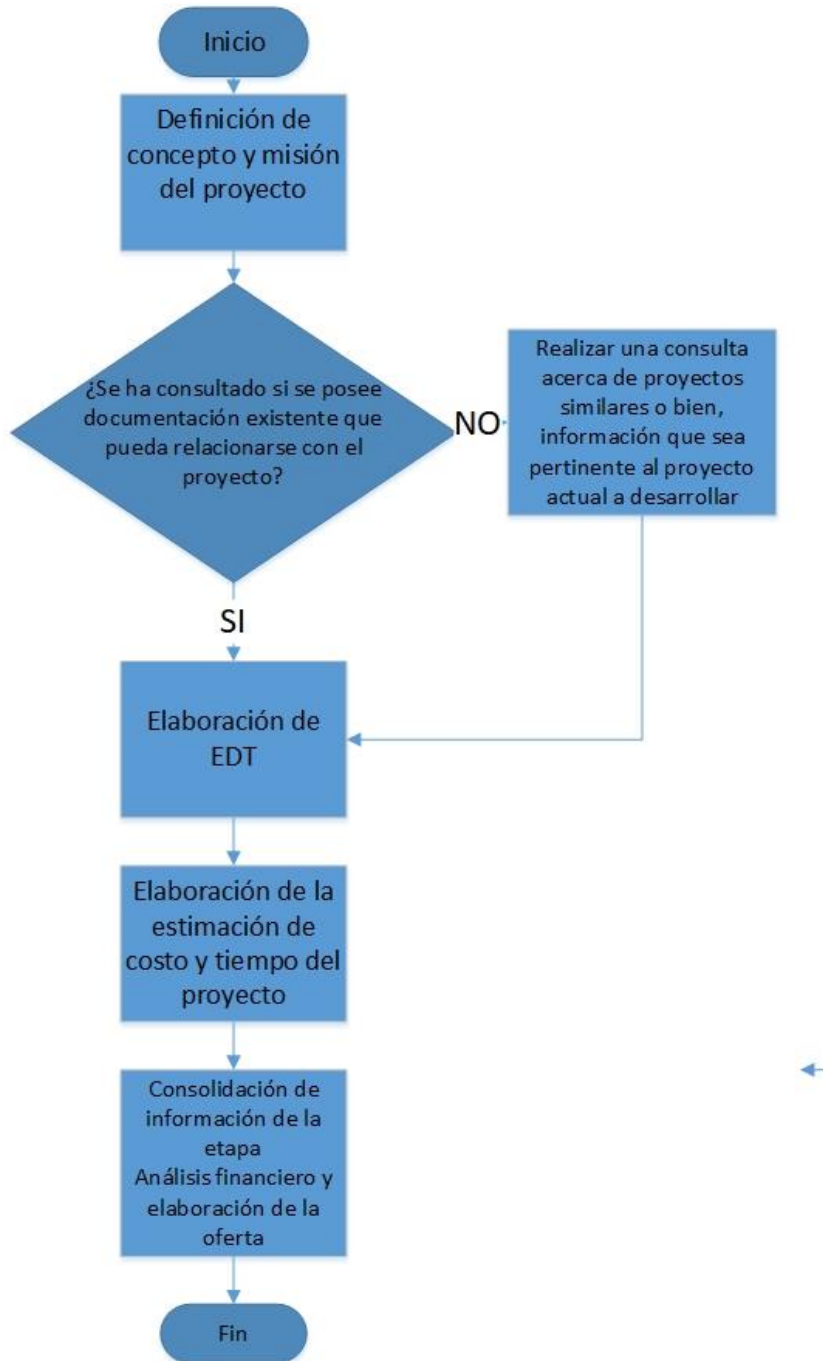 Inicio
Definición de
concepto y misión
del proyecto
¿Se ha consultado si se posee
documentación existente que
pueda relacionarse con el
proyecto?
NO
Realizar una consulta
acerca de proyectos
similares o bien,
información que sea
pertinente al proyecto
actual a desarrollar
SI
Elaboración de
EDT
Elaboración de la
estimación de
costo y tiempo del
proyecto
Consolidación de
información de la
etapa
Análisis financiero y
elaboración de la
oferta
Fin